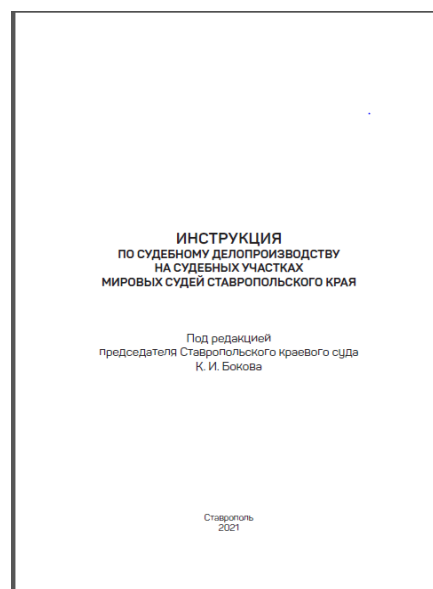 ИНСТРУКЦИЯ
ПО СУДЕБНОМУ ДЕЛОПРОИЗВОДСТВУ
НА СУДЕБНЫХ УЧАСТКАХ
МИРОВЫХ СУДЕЙ СТАВРОПОЛЬСКОГО КРАЯ
Под редакцией
председателя Ставропольского краевого суда
К. И. Бокова
Ставрополь
2021